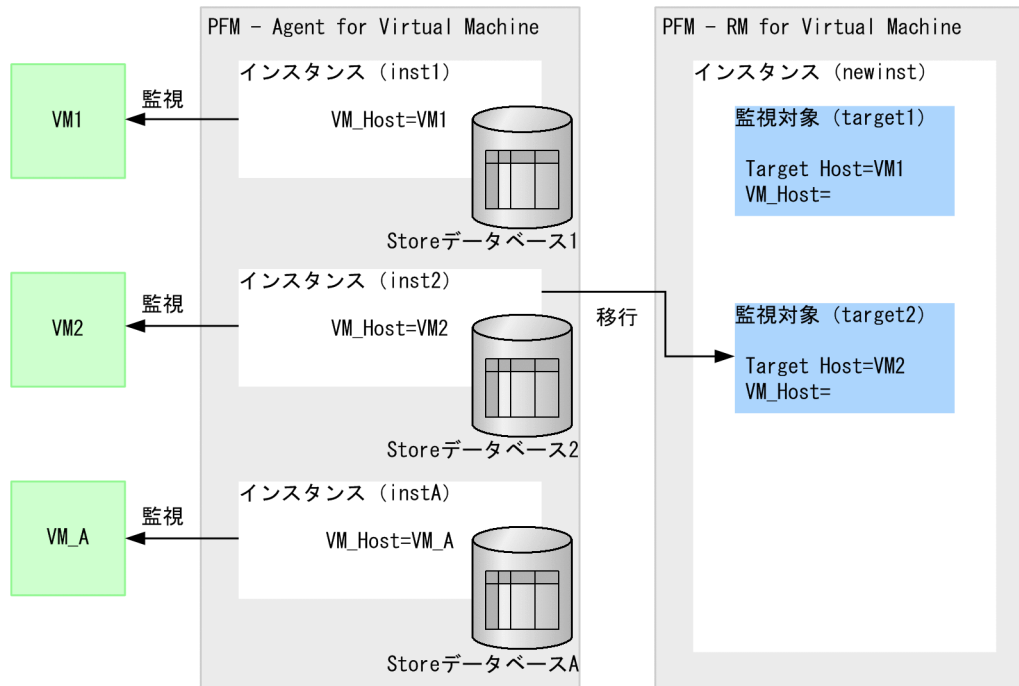 PFM - Agent for Virtual Machine
インスタンス (inst1)
VM1
監視
VM_Host=VM1
Storeデータベース1
インスタンス (inst2)
VM2
監視
VM_Host=VM2
Storeデータベース2
インスタンス (instA)
VM_A
監視
VM_Host=VM_A
StoreデータベースA
移行
PFM - RM for Virtual Machine
インスタンス (newinst)
監視対象 (target1)
Target Host=VM1
VM_Host=
監視対象 (target2)
Target Host=VM2
VM_Host=